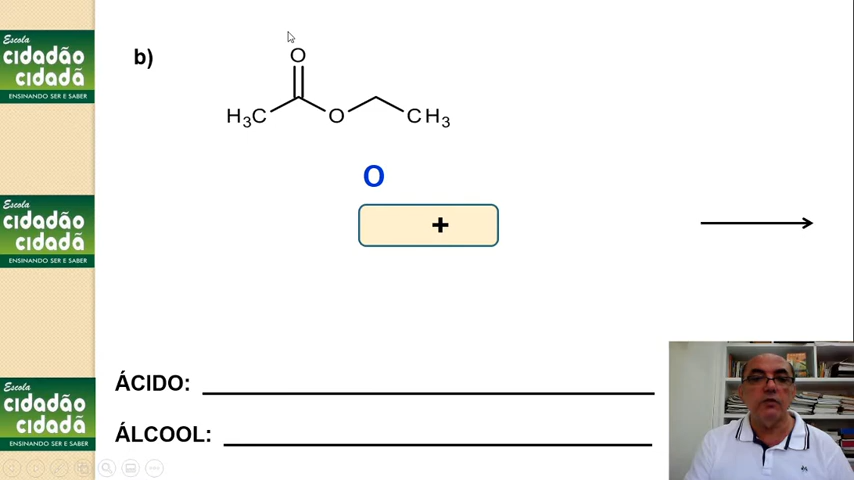 Escola
cidadão
cidadã
ENSINANDO SER E SABER
b)
O
H3C
O
CH3
O
+
Escola
cidadão
cidadã
ENSINANDO SER E SABER
Escola
cidadão
cidadã
ENSINANDO SER E SABER
ÁCIDO:
ÁLCOOL: